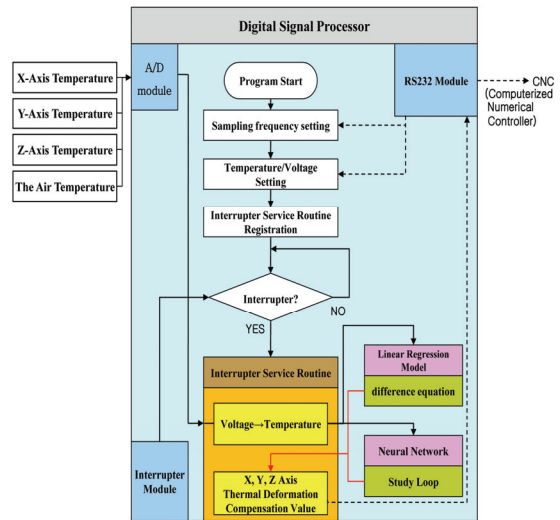 Digital Signal Processor
A/D
module
RS232 Module
CNC
(Computerized
Numerical
Controller)
X-Axis Temperature
Y-Axis Temperature
Z-Axis Temperature
The Air Temperature
Program Start
Sampling frequency setting
Temperature/Voltage
Setting
Interrupter Service Routine
Registration
Interrupter?
NO
YES
Interrupter Service Routine
Linear Regression
Model
difference equation
Voltage→Temperature
Neural Network
Study Loop
Interrupter
Module
X, Y, Z Axis
Thermal Deformation
Compensation Value